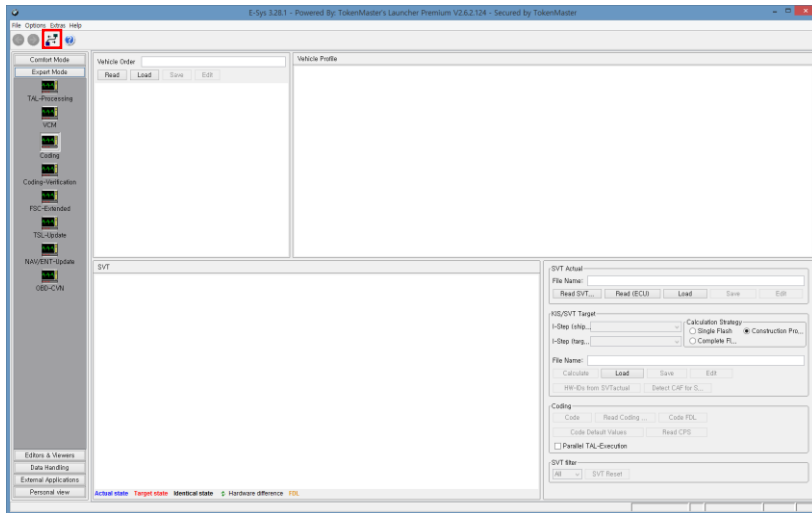 E-Sys 3.28.1 - Powered By: TokenMaster's Launcher Premium V2.6.2.124 - Secured by TokenMaster
File Options Extras Help
Comfort Mode
Expert Mode
TAL-Processing
VCM
Coding
Coding-Verification
FSC-Extended
TSL-Update
NAV/ENT-Update
OBD-CVN
Editors & Viewers
Data Handling
External Applications
Personal view
Vehicle Order
Read Load Save Edit
Vehicle Profile
SVT
Actual state Target state Identical state Hardware difference FDL
SVT Actual
File Name:
Read SVT... Read (ECU) Load Save Edit
KIS/SVT Target
I-Step (ship...
Calculation Strategy
Single Flash Construction Pro...
I-Step (targ...
Complete Fl...
File Name:
Calculate Load Save Edit
HW-IDs from SVTactual Detect CAF for S...
Coding
Code Read Coding ... Code FDL
Code Default Values Read CPS
Parallel TAL-Execution
SVT filter
All SVT Reset